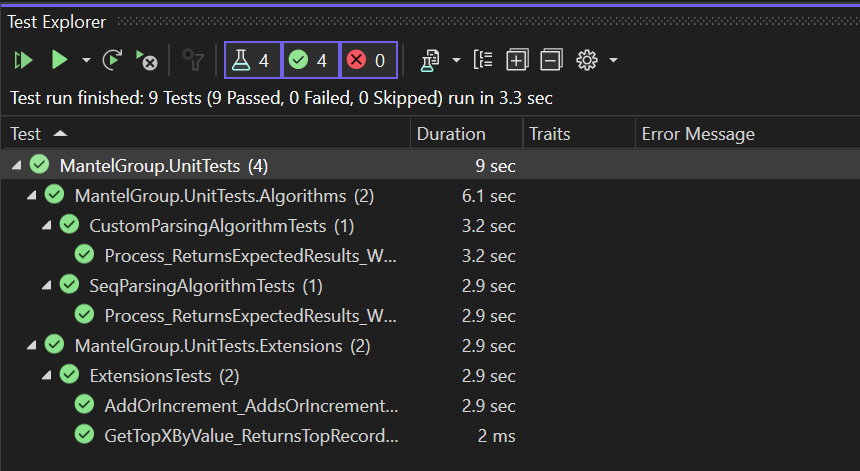 Test Explorer
4 4 0
Test run finished: 9 Tests (9 Passed, 0 Failed, 0 Skipped) run in 3.3 sec
Test Duration Traits Error Message
MantelGroup.UnitTests (4) 9 sec
MantelGroup.UnitTests.Algorithms (2) 6.1 sec
CustomParsingAlgorithmTests (1) 3.2 sec
Process_ReturnsExpectedResults_W... 3.2 sec
SeqParsingAlgorithmTests (1) 2.9 sec
Process_ReturnsExpectedResults_W... 2.9 sec
MantelGroup.UnitTests.Extensions (2) 2.9 sec
ExtensionsTests (2) 2.9 sec
AddOrIncrement_AddsOrIncrement... 2.9 sec
GetTopXByValue_ReturnsTopRecord... 2 ms